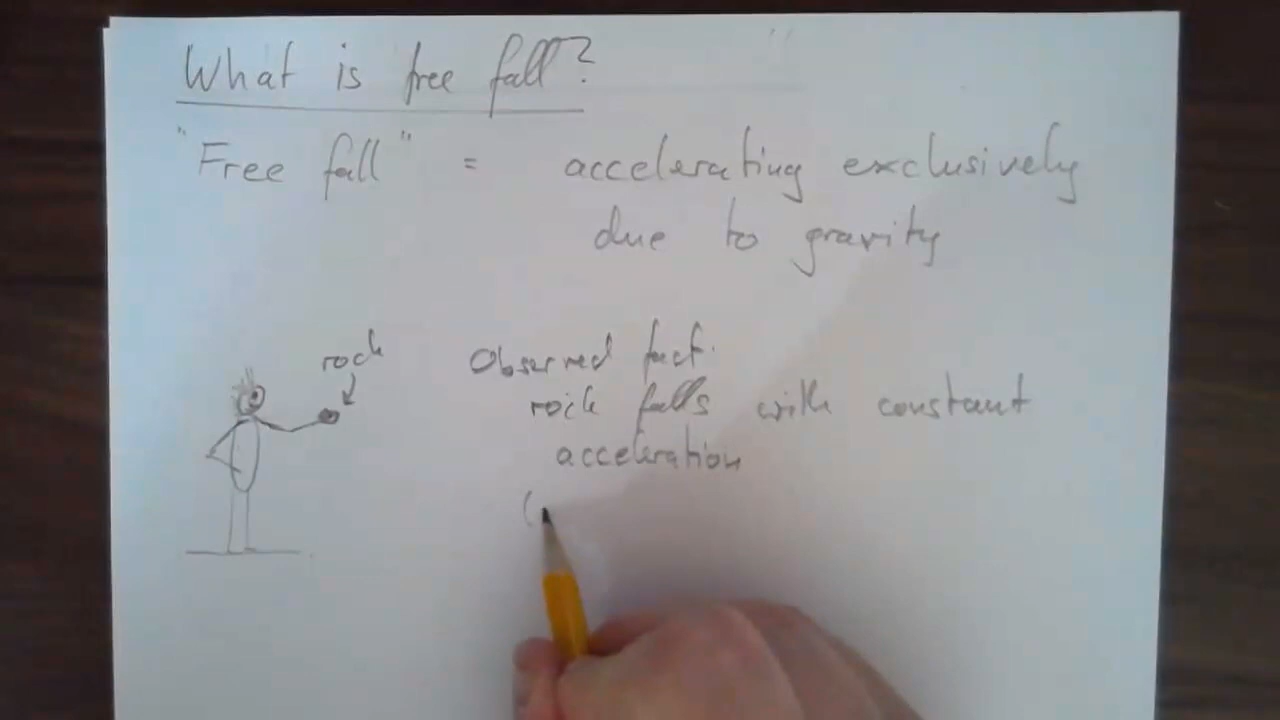 What is free fall?
"Free fall" = accelerating exclusively
due to gravity
rock
Observed fact:
rock falls with constant
acceleration
(